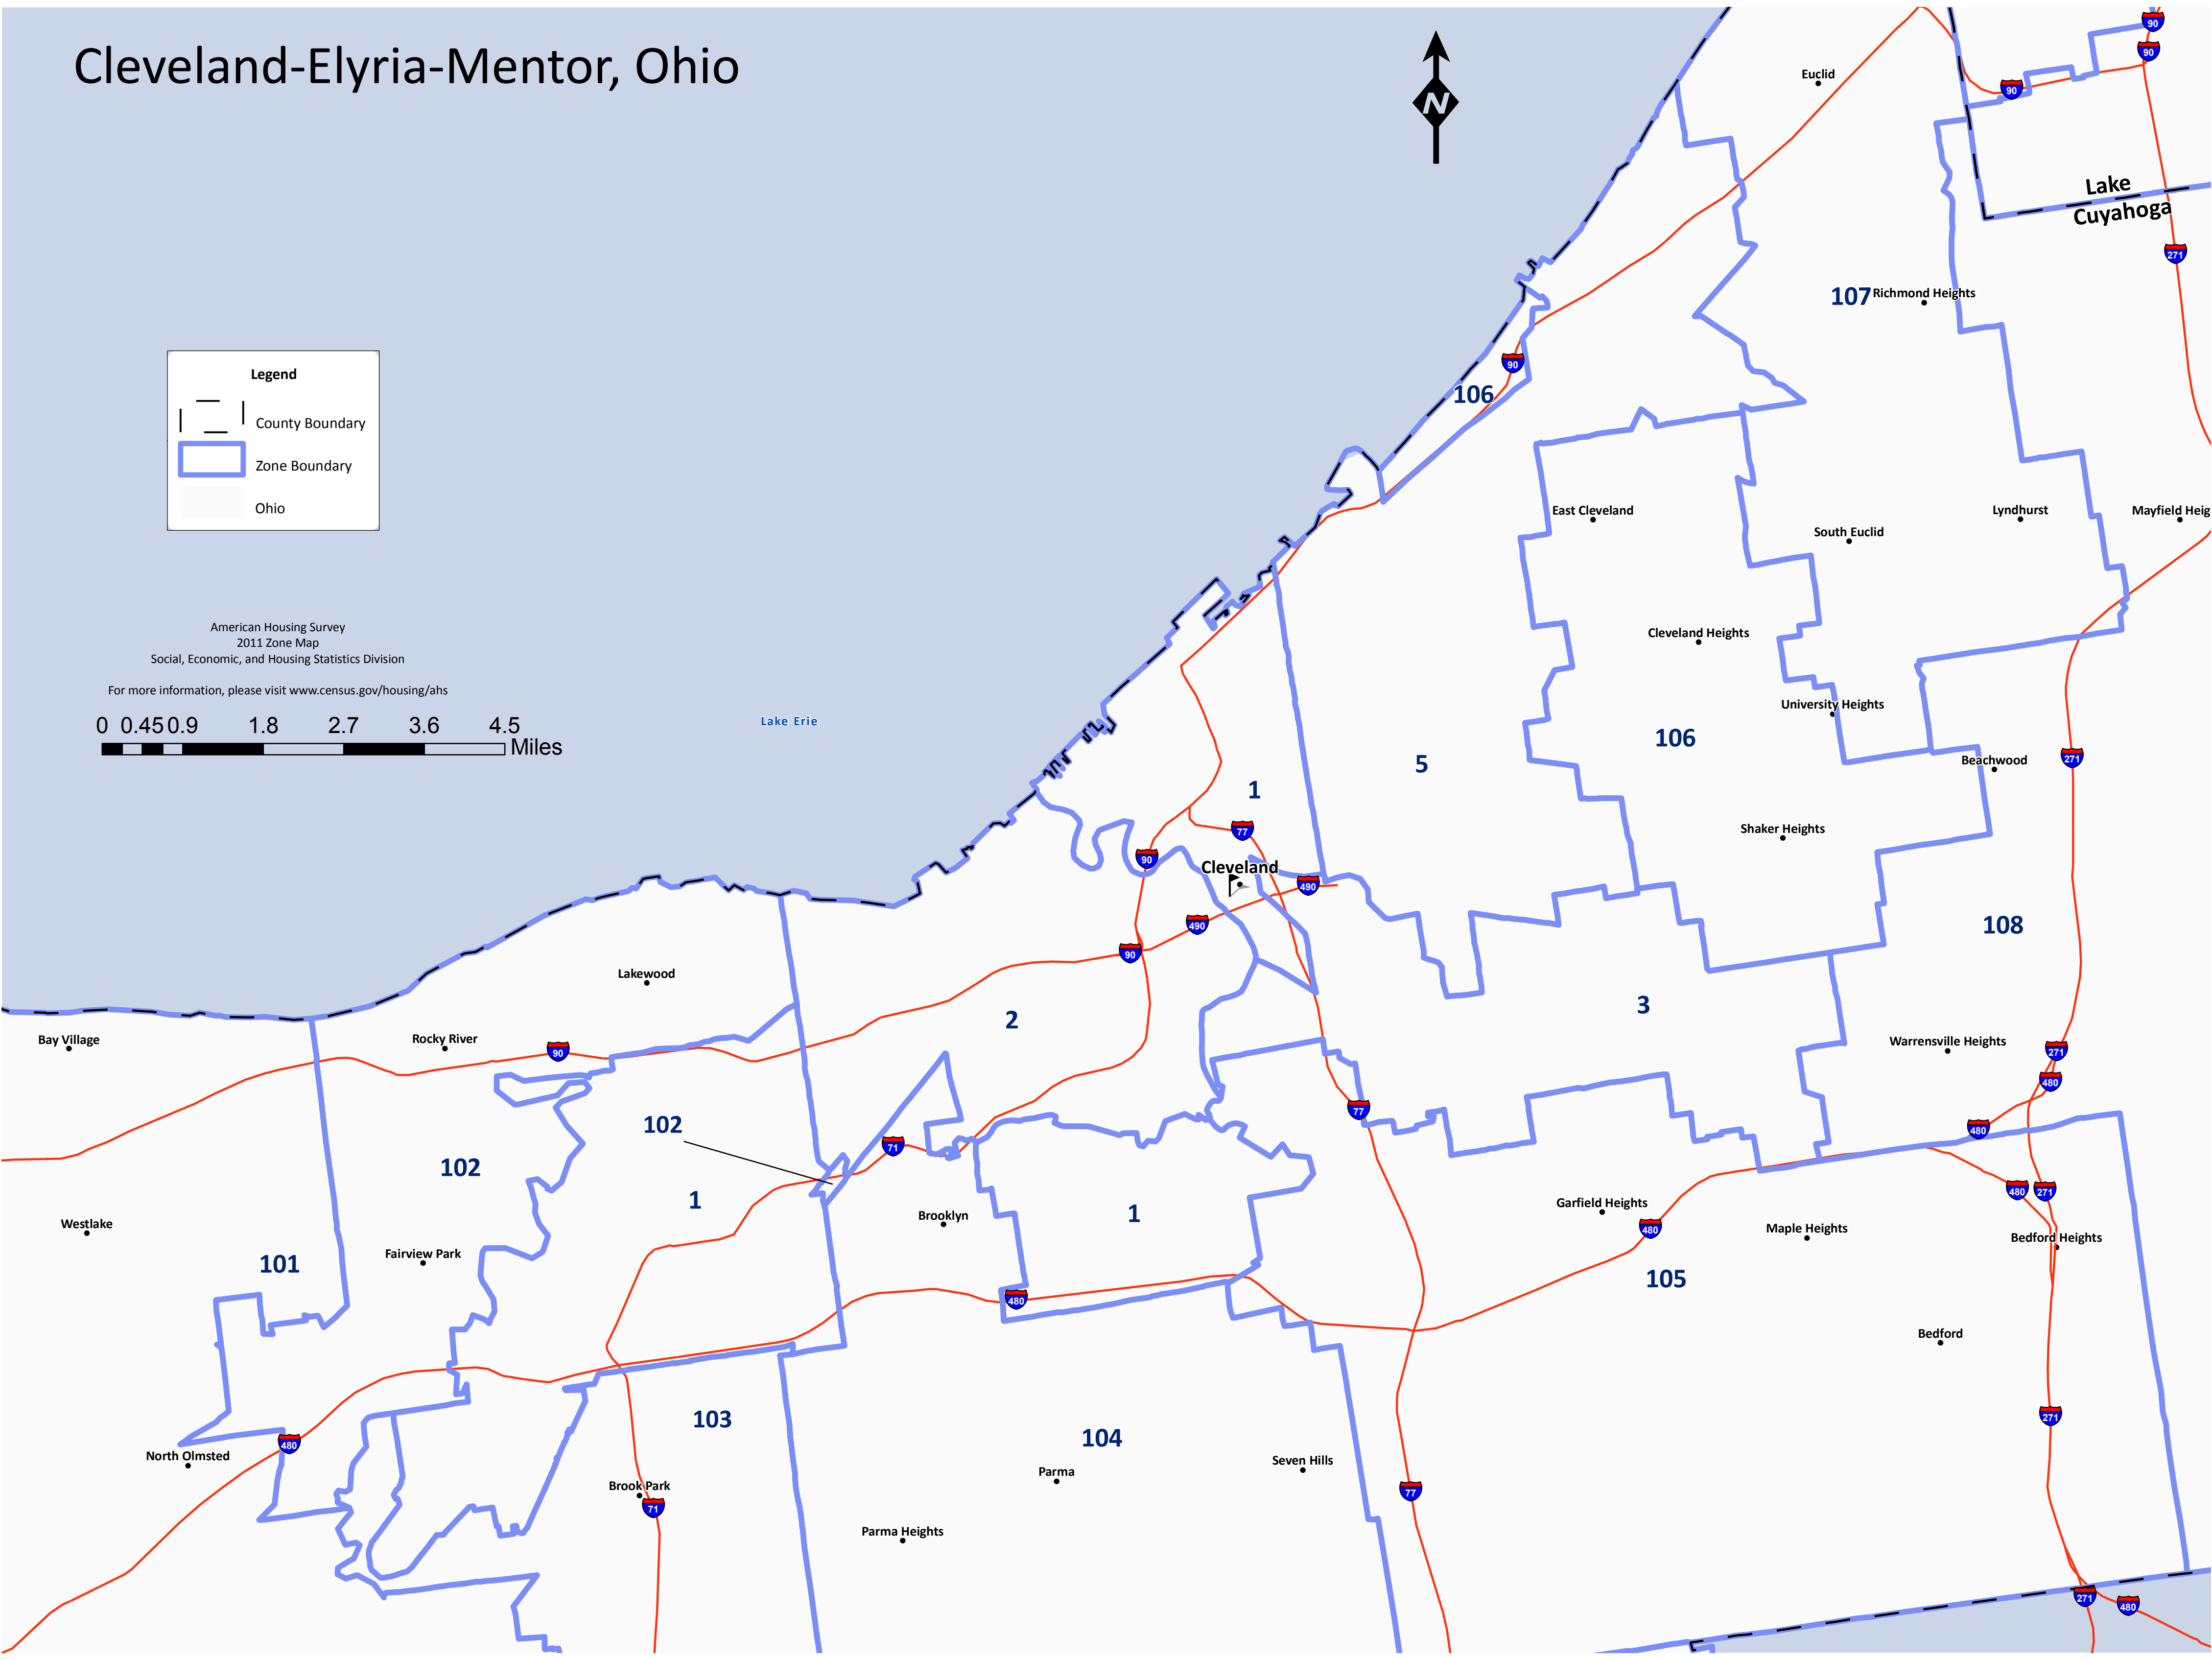 Cleveland-Elyria-Mentor, Ohio
N
90
90
Euclid
90
Lake
Cuyahoga
271
107
Richmond Heights
90
106
Legend
County Boundary
Zone Boundary
Ohio
East Cleveland
Lyndhurst
Mayfield Heig
South Euclid
American Housing Survey
2011 Zone Map
Social, Economic, and Housing Statistics Division
For more information, please visit www.census.gov/housing/ahs
0 0.45 0.9 1.8 2.7 3.6 4.5
Miles
Cleveland Heights
University Heights
Lake Erie
106
5
1
Beachwood
271
77
Shaker Heights
90
Cleveland
490
490
108
90
Lakewood
3
2
Bay Village
Rocky River
90
Warrensville Heights
271
480
77
102
71
480
102
1
480
271
Garfield Heights
Brooklyn
1
Westlake
480
Maple Heights
Bedford Heights
Fairview Park
101
105
480
Bedford
271
103
104
480
North Olmsted
Seven Hills
Parma
Brook Park
77
71
Parma Heights
271
480